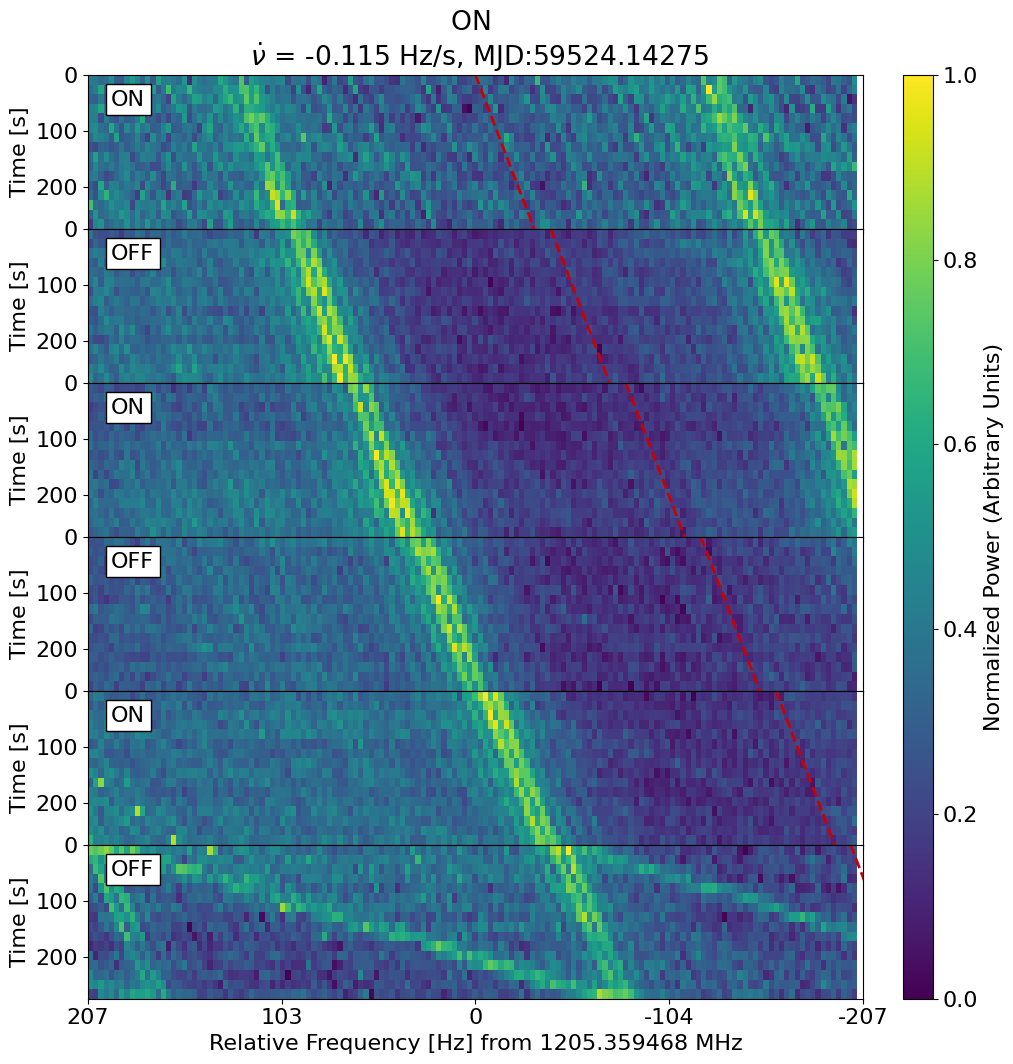 ON
ν̇ = -0.115 Hz/s, MJD:59524.14275
0
ON
100
200
Time [s]
0
OFF
100
200
Time [s]
0
ON
100
200
Time [s]
0
OFF
100
200
Time [s]
0
ON
100
200
Time [s]
0
OFF
100
200
Time [s]
207 103 0 -104 -207
Relative Frequency [Hz] from 1205.359468 MHz
1.0
0.8
0.6
0.4
0.2
0.0
Normalized Power (Arbitrary Units)